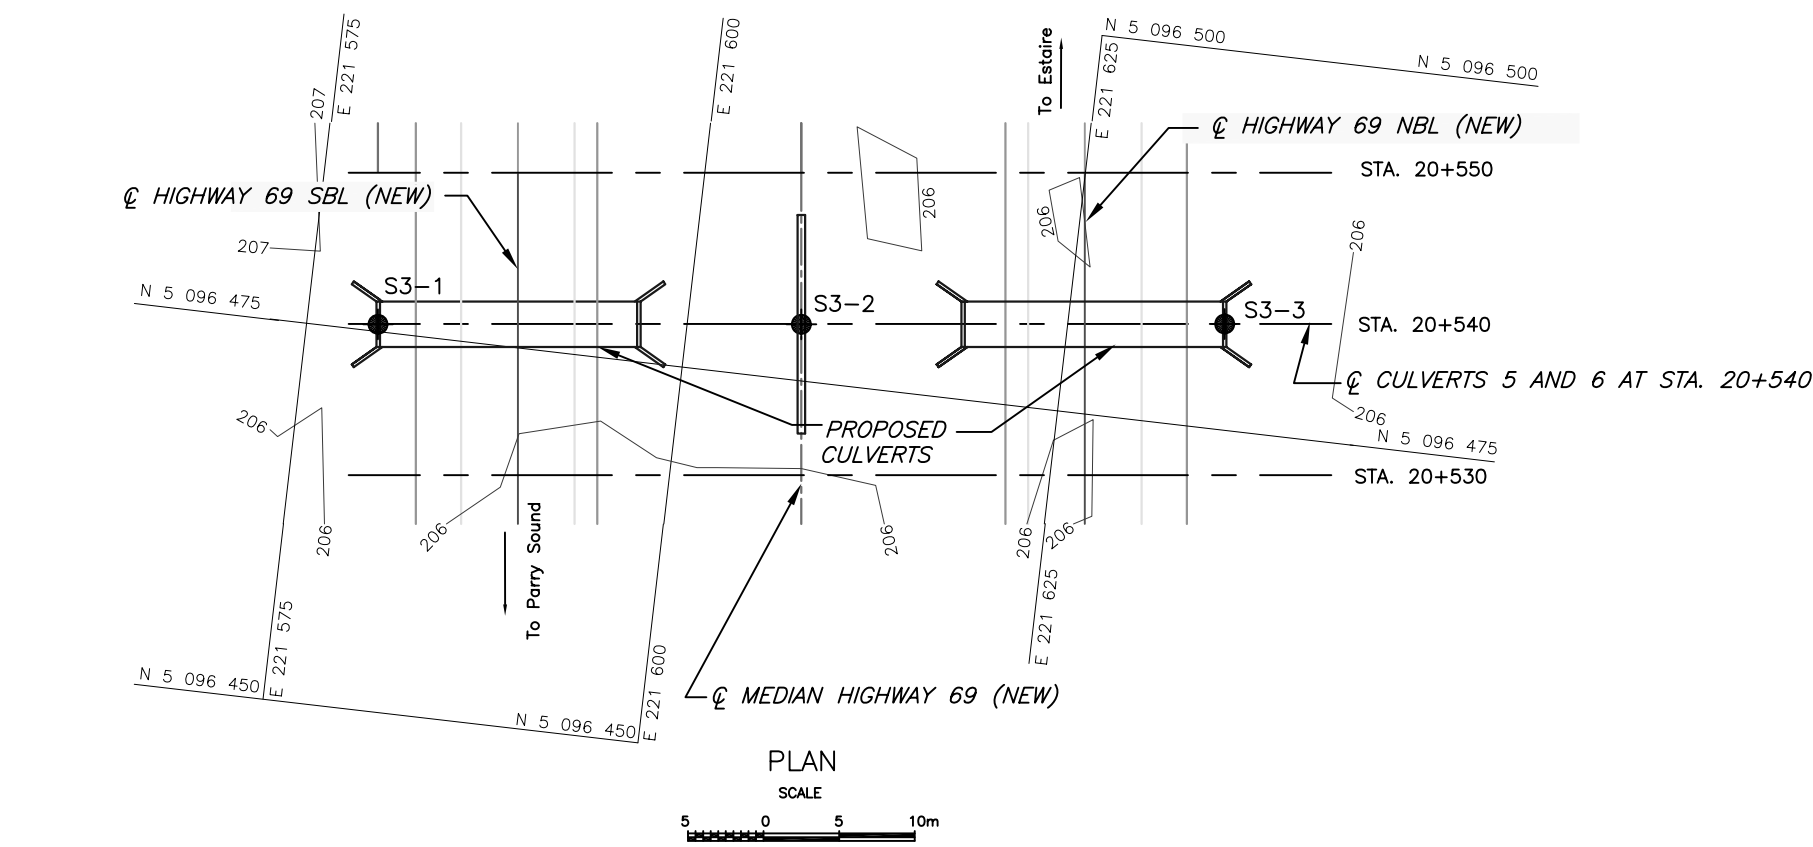 E 221 575
E 221 600
To Estaire
N 5 096 500
N 5 096 500
E 221 625
207
℄ HIGHWAY 69 NBL (NEW)
STA. 20+550
℄ HIGHWAY 69 SBL (NEW)
206
206
206
207
N 5 096 475
S3-1
S3-2
S3-3
STA. 20+540
℄ CULVERTS 5 AND 6 AT STA. 20+540
206
206
PROPOSED
CULVERTS
N 5 096 475
STA. 20+530
206
206
206
206
206
To Parry Sound
E 221 575
E 221 600
E 221 625
N 5 096 450
N 5 096 450
℄ MEDIAN HIGHWAY 69 (NEW)
PLAN
SCALE
5 0 5 10m